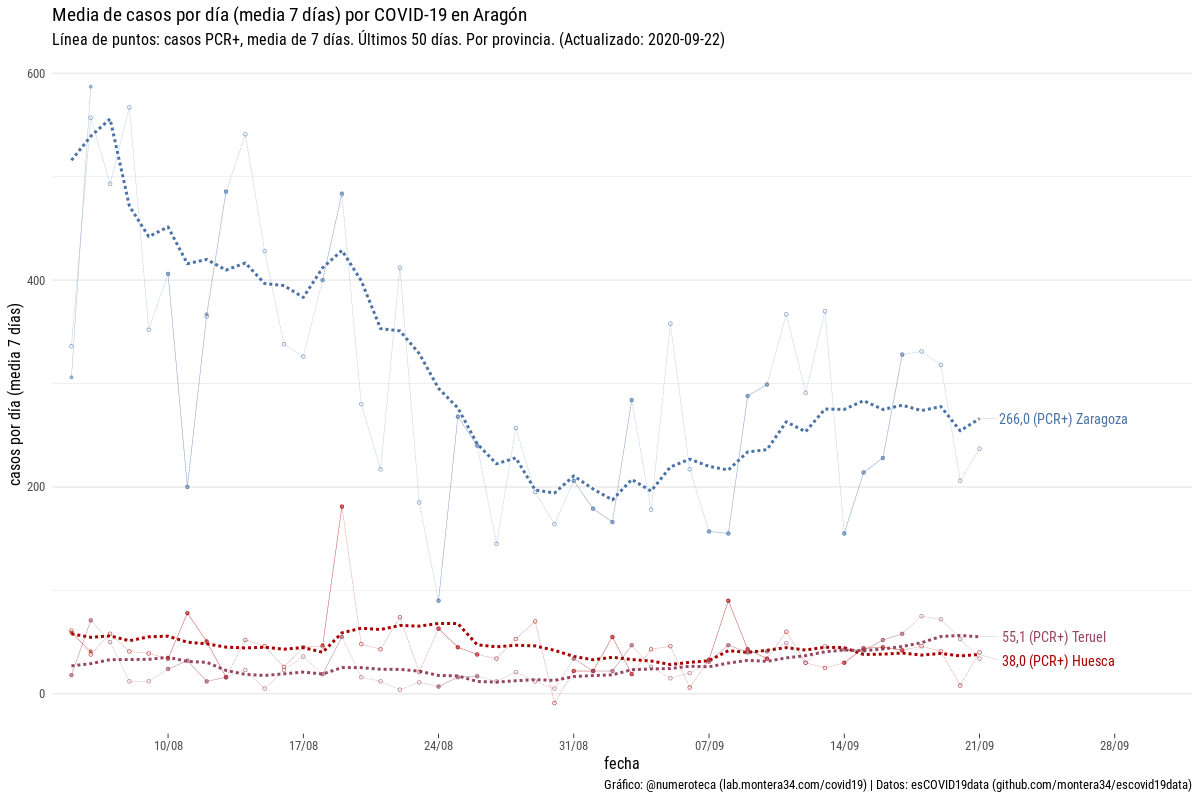 Media de casos por día (media 7 días) por COVID-19 en Aragón
Línea de puntos: casos PCR+, media de 7 días. Últimos 50 días. Por provincia. (Actualizado: 2020-09-22)
casos por día (media 7 días)
600
400
200
0
266,0 (PCR+) Zaragoza
55,1 (PCR+) Teruel
38,0 (PCR+) Huesca
10/08
17/08
24/08
31/08
07/09
14/09
21/09
28/09
fecha
Gráfico: @numeroteca (lab.montera34.com/covid19) | Datos: esCOVID19data (github.com/montera34/escovid19data)